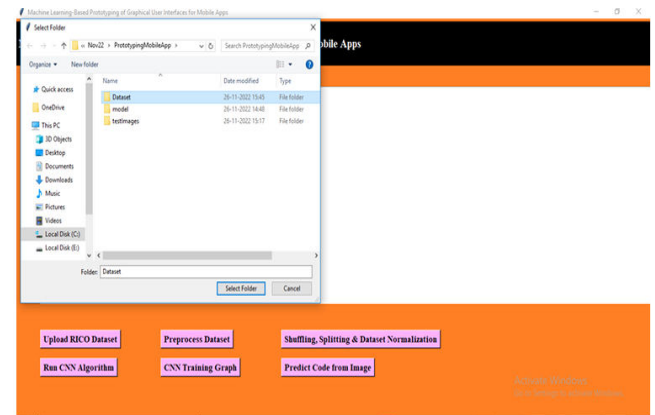 Machine Learning-Based Prototyping of Graphical User Interfaces for Mobile Apps
Select Folder
« Nov22 > PrototypingMobileApp >
Search PrototypingMobileApp
bile Apps
Organize
New folder
Name
Date modified
Type
Quick access
Dataset
26-11-2022 15:45
File folder
OneDrive
model
26-11-2022 14:48
File folder
This PC
testimages
26-11-2022 15:17
File folder
3D Objects
Desktop
Documents
Downloads
Music
Pictures
Videos
Local Disk (C:)
Local Disk (E:)
Folder: Dataset
Select Folder
Cancel
Upload RICO Dataset
Preprocess Dataset
Shuffling, Splitting & Dataset Normalization
Run CNN Algorithm
CNN Training Graph
Predict Code from Image
Activate Windows